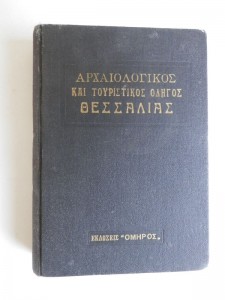 ΑΡΧΑΙΟΛΟΓΙΚΟΣ
ΚΑΙ ΤΟΥΡΙΣΤΙΚΟΣ ΟΔΗΓΟΣ
ΘΕΣΣΑΛΙΑΣ
ΕΚΔΟΣΕΙΣ "ΟΜΗΡΟΣ"